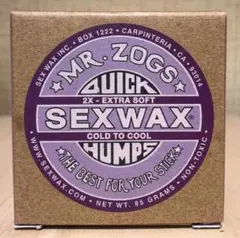 SEX WAX INC. • BOX 1222 • CARPINTERIA, CA • 93014
MR. ZOGS
QUICK
2X - EXTRA SOFT
SEXWAX®
COLD TO COOL
HUMPS
"THE BEST FOR YOUR STICK"
WWW.SEXWAX.COM • NET WT. 85 GRAMS • NON-TOXIC